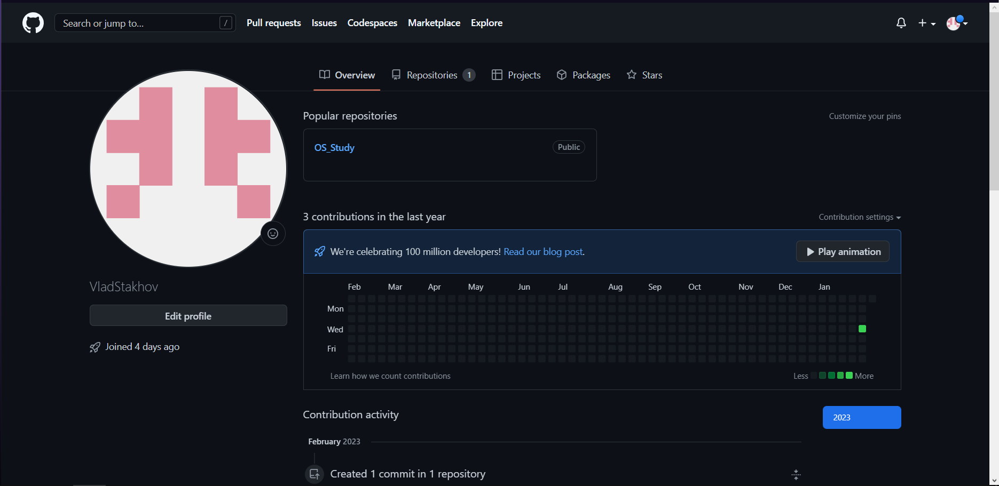 Search or jump to... / Pull requests Issues Codespaces Marketplace Explore
Overview Repositories 1 Projects Packages Stars
Popular repositories Customize your pins
OS_Study Public
3 contributions in the last year Contribution settings
We're celebrating 100 million developers! Read our blog post. Play animation
Feb Mar Apr May Jun Jul Aug Sep Oct Nov Dec Jan
Mon
Wed
Fri
Learn how we count contributions Less More
VladStakhov
Edit profile
Joined 4 days ago
Contribution activity 2023
February 2023
Created 1 commit in 1 repository